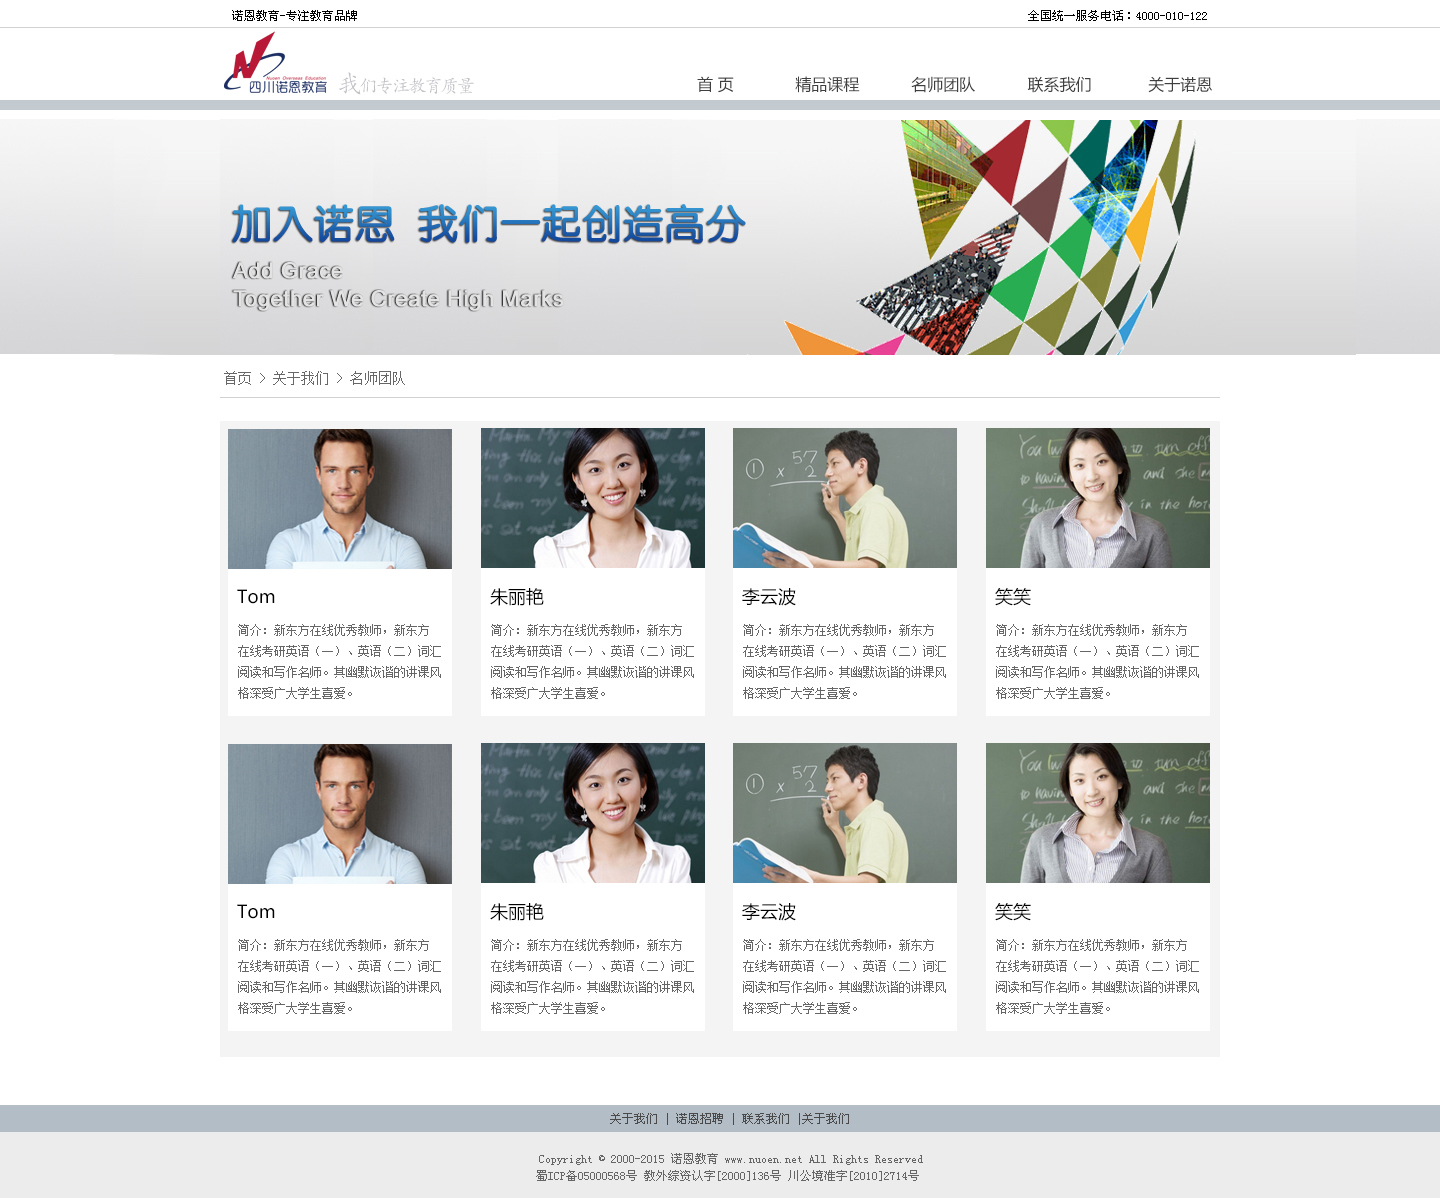 诺恩教育-专注教育品牌
全国统一服务电话：4000-010-122
Nuoen Overseas Education
四川诺恩教育
我们专注教育质量
首 页 精品课程 名师团队 联系我们 关于诺恩
加入诺恩 我们一起创造高分
Add Grace
Together We Create High Marks
首页 > 关于我们 > 名师团队
Tom
简介：新东方在线优秀教师，新东方
在线考研英语（一）、英语（二）词汇
阅读和写作名师。其幽默诙谐的讲课风
格深受广大学生喜爱。
朱丽艳
简介：新东方在线优秀教师，新东方
在线考研英语（一）、英语（二）词汇
阅读和写作名师。其幽默诙谐的讲课风
格深受广大学生喜爱。
李云波
简介：新东方在线优秀教师，新东方
在线考研英语（一）、英语（二）词汇
阅读和写作名师。其幽默诙谐的讲课风
格深受广大学生喜爱。
笑笑
简介：新东方在线优秀教师，新东方
在线考研英语（一）、英语（二）词汇
阅读和写作名师。其幽默诙谐的讲课风
格深受广大学生喜爱。
Tom
简介：新东方在线优秀教师，新东方
在线考研英语（一）、英语（二）词汇
阅读和写作名师。其幽默诙谐的讲课风
格深受广大学生喜爱。
朱丽艳
简介：新东方在线优秀教师，新东方
在线考研英语（一）、英语（二）词汇
阅读和写作名师。其幽默诙谐的讲课风
格深受广大学生喜爱。
李云波
简介：新东方在线优秀教师，新东方
在线考研英语（一）、英语（二）词汇
阅读和写作名师。其幽默诙谐的讲课风
格深受广大学生喜爱。
笑笑
简介：新东方在线优秀教师，新东方
在线考研英语（一）、英语（二）词汇
阅读和写作名师。其幽默诙谐的讲课风
格深受广大学生喜爱。
关于我们 | 诺恩招聘 | 联系我们 |关于我们
Copyright © 2000-2015 诺恩教育 www.nuoen.net All Rights Reserved
蜀ICP备05000568号 教外综资认字[2000]136号 川公境准字[2010]2714号